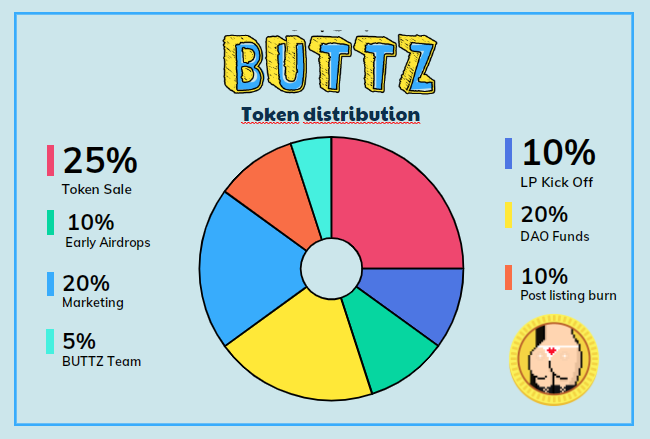 BUTTZ
Token distribution
25%
Token Sale
10%
Early Airdrops
20%
Marketing
5%
BUTTZ Team
10%
LP Kick Off
20%
DAO Funds
10%
Post listing burn